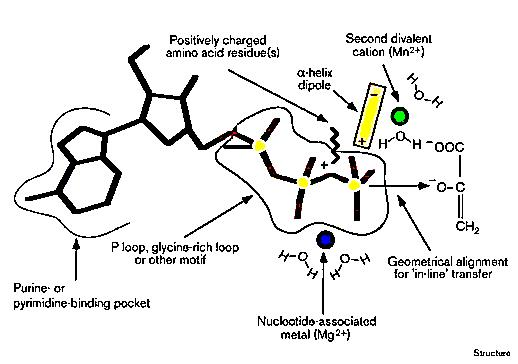 Positively charged
amino acid residue(s)
Second divalent
cation (Mn²⁺)
α-helix
dipole
−
+
+
H
O
H
H
O
H
⁻OOC
⁻O
C
CH₂
P loop, glycine-rich loop
or other motif
H
O
H
H
O
H
Geometrical alignment
for 'in-line' transfer
Purine- or
pyrimidine-binding pocket
Nucleotide-associated
metal (Mg²⁺)
Structure